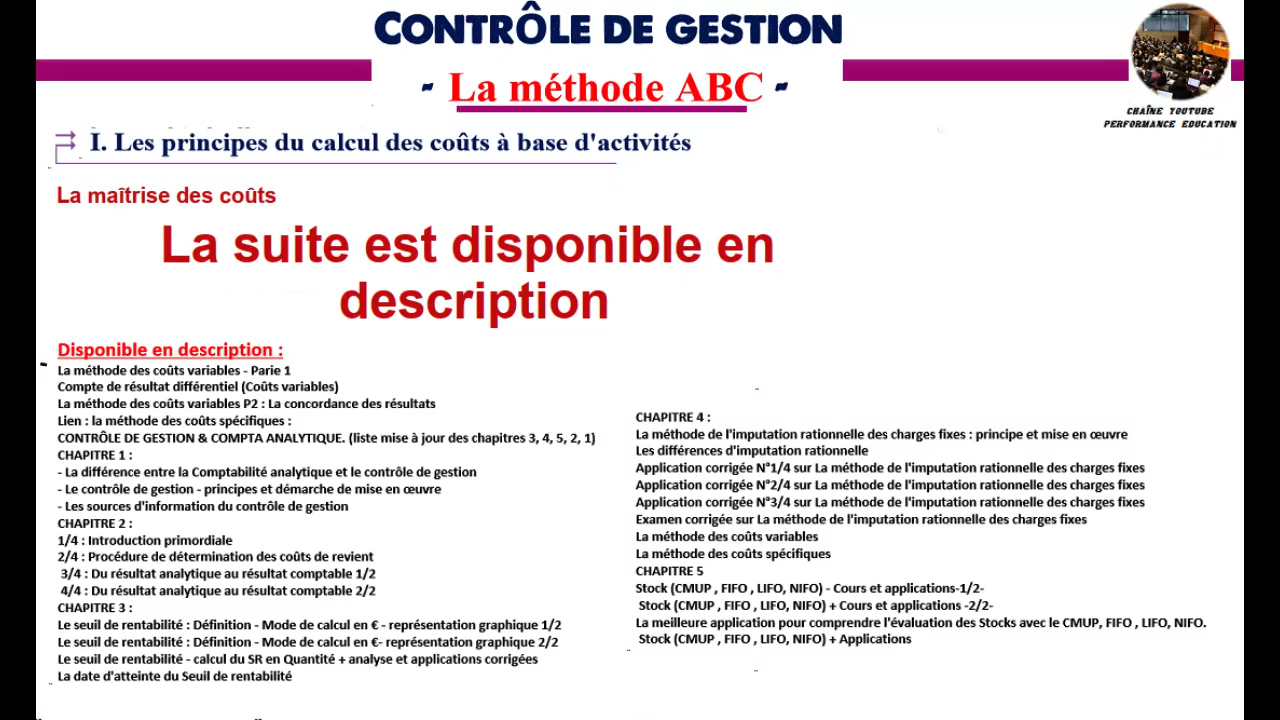 CONTRÔLE DE GESTION
- La méthode ABC -
CHAÎNE YOUTUBE
PERFORMANCE EDUCATION
I. Les principes du calcul des coûts à base d'activités
La maîtrise des coûts
La suite est disponible en
description
Disponible en description :
La méthode des coûts variables - Parie 1
Compte de résultat différentiel (Coûts variables)
La méthode des coûts variables P2 : La concordance des résultats
Lien : la méthode des coûts spécifiques :
CONTRÔLE DE GESTION & COMPTA ANALYTIQUE. (liste mise à jour des chapitres 3, 4, 5, 2, 1)
CHAPITRE 1 :
- La différence entre la Comptabilité analytique et le contrôle de gestion
- Le contrôle de gestion - principes et démarche de mise en œuvre
- Les sources d'information du contrôle de gestion
CHAPITRE 2 :
1/4 : Introduction primordiale
2/4 : Procédure de détermination des coûts de revient
3/4 : Du résultat analytique au résultat comptable 1/2
4/4 : Du résultat analytique au résultat comptable 2/2
CHAPITRE 3 :
Le seuil de rentabilité : Définition - Mode de calcul en € - représentation graphique 1/2
Le seuil de rentabilité : Définition - Mode de calcul en €- représentation graphique 2/2
Le seuil de rentabilité - calcul du SR en Quantité + analyse et applications corrigées
La date d'atteinte du Seuil de rentabilité
CHAPITRE 4 :
La méthode de l'imputation rationnelle des charges fixes : principe et mise en œuvre
Les différences d'imputation rationnelle
Application corrigée N°1/4 sur La méthode de l'imputation rationnelle des charges fixes
Application corrigée N°2/4 sur La méthode de l'imputation rationnelle des charges fixes
Application corrigée N°3/4 sur La méthode de l'imputation rationnelle des charges fixes
Examen corrigée sur La méthode de l'imputation rationnelle des charges fixes
La méthode des coûts variables
La méthode des coûts spécifiques
CHAPITRE 5
Stock (CMUP , FIFO , LIFO, NIFO) - Cours et applications-1/2-
Stock (CMUP , FIFO , LIFO, NIFO) + Cours et applications -2/2-
La meilleure application pour comprendre l'évaluation des Stocks avec le CMUP, FIFO , LIFO, NIFO.
Stock (CMUP , FIFO , LIFO, NIFO) + Applications